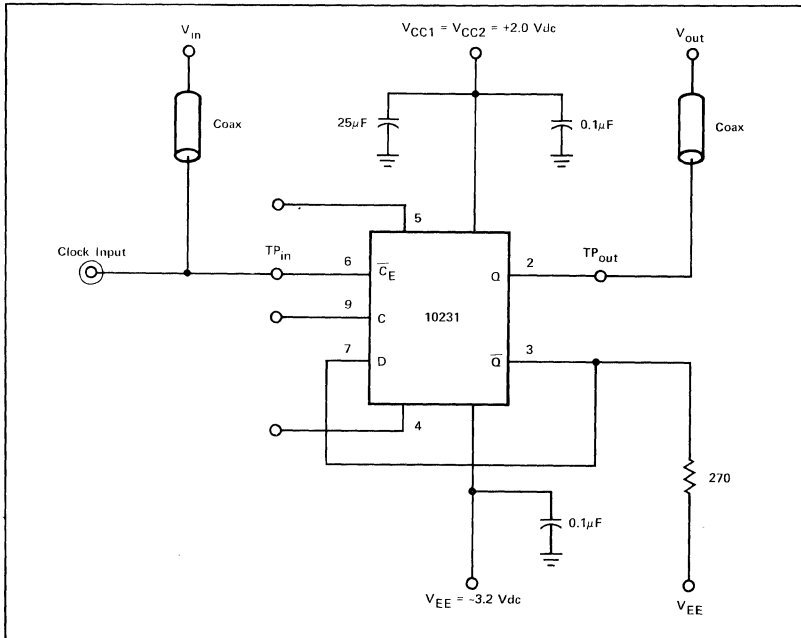 V_in
V_CC1 = V_CC2 = +2.0 Vdc
V_out
Coax
25μF
0.1μF
Coax
5
Clock Input
TP_in
6
C̅_E
Q
2
TP_out
9
C
10231
7
D
Q̅
3
4
270
0.1μF
V_EE = -3.2 Vdc
V_EE